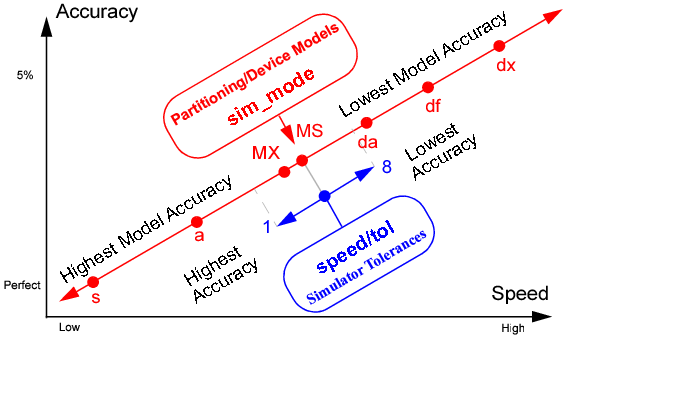 Accuracy
5%
Partitioning/Device Models
sim_mode
Lowest Model Accuracy
dx
df
da
MS
MX
8
Lowest
Accuracy
Highest Model Accuracy
a
1
Highest
Accuracy
speed/tol
Simulator Tolerances
s
Perfect
Speed
Low
High